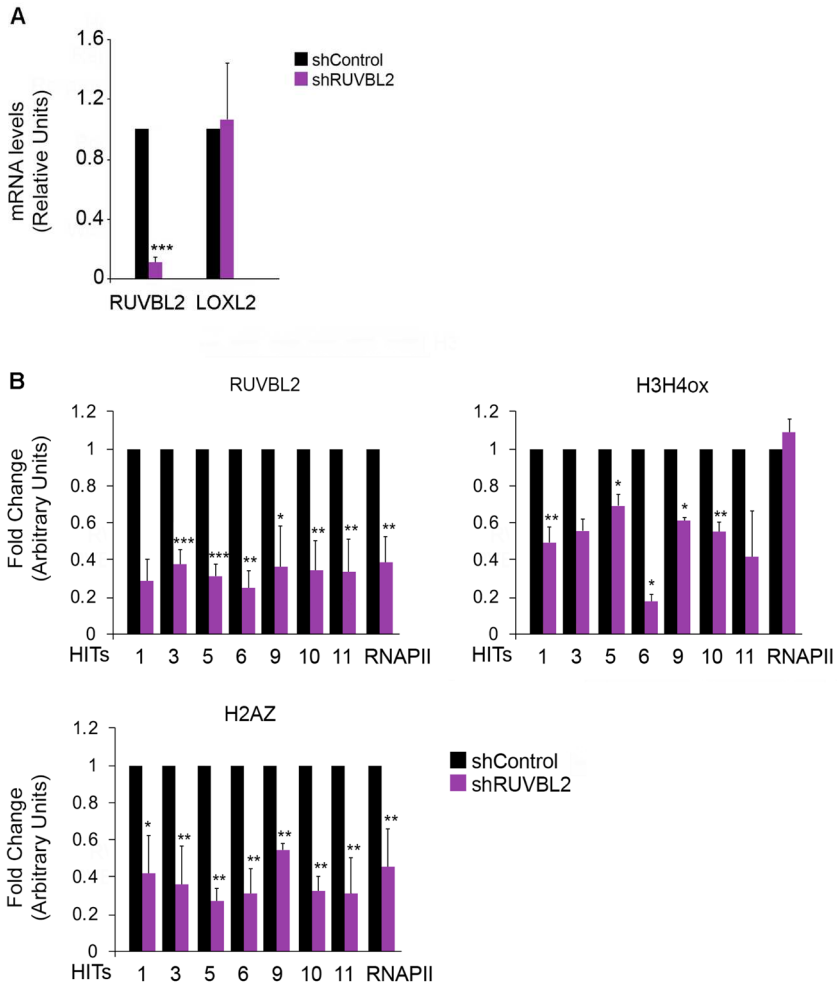 A
1.6
1.2
0.8
0.4
0
mRNA levels
(Relative Units)
shControl
shRUVBL2
***
RUVBL2 LOXL2
B
RUVBL2
1.2
1
0.8
0.6
0.4
0.2
0
Fold Change
(Arbitrary Units)
*** *** ** * ** ** **
HITs 1 3 5 6 9 10 11 RNAPII
H3H4ox
1.2
1
0.8
0.6
0.4
0.2
0
Fold Change
(Arbitrary Units)
** * * * **
HITs 1 3 5 6 9 10 11 RNAPII
H2AZ
1.2
1
0.8
0.6
0.4
0.2
0
Fold Change
(Arbitrary Units)
* ** ** ** ** ** ** **
HITs 1 3 5 6 9 10 11 RNAPII
shControl
shRUVBL2